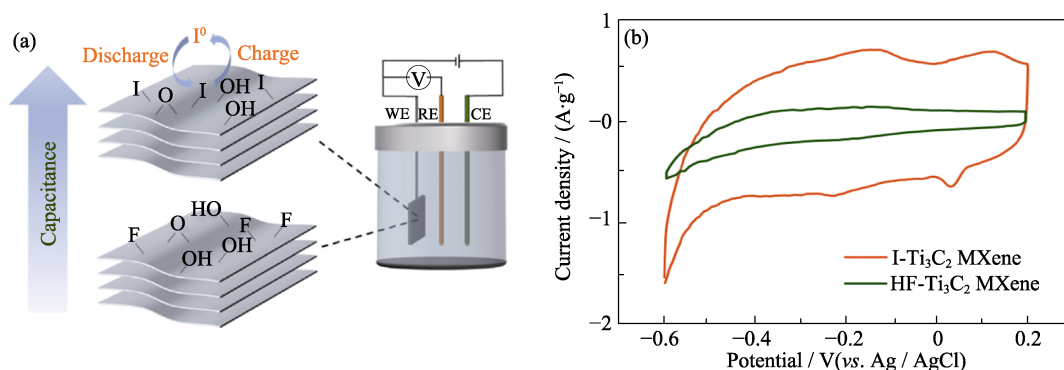 (a)
I⁰
Discharge
Charge
I
O
I
OH
I
OH
Capacitance
HO
F
O
F
F
OH
OH
V
WE
RE
CE
(b)
1
−0
−1
−2
Current density / (A·g⁻¹)
I-Ti₃C₂ MXene
HF-Ti₃C₂ MXene
−0.6
−0.4
−0.2
0
0.2
Potential / V(vs. Ag / AgCl)